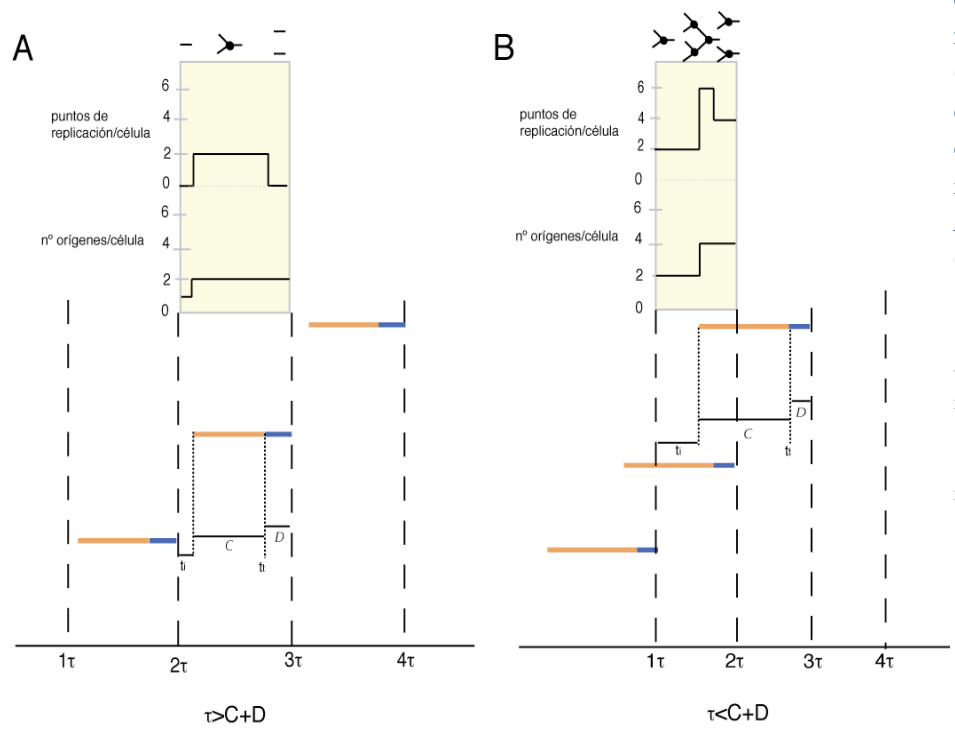 A
6
4
2
0
puntos de
replicación/célula
6
4
2
0
nº orígenes/célula
C
D
ti
ti
1τ
2τ
3τ
4τ
τ>C+D
B
6
4
2
0
puntos de
replicación/célula
6
4
2
0
nº orígenes/célula
D
C
ti
ti
1τ
2τ
3τ
4τ
τ<C+D